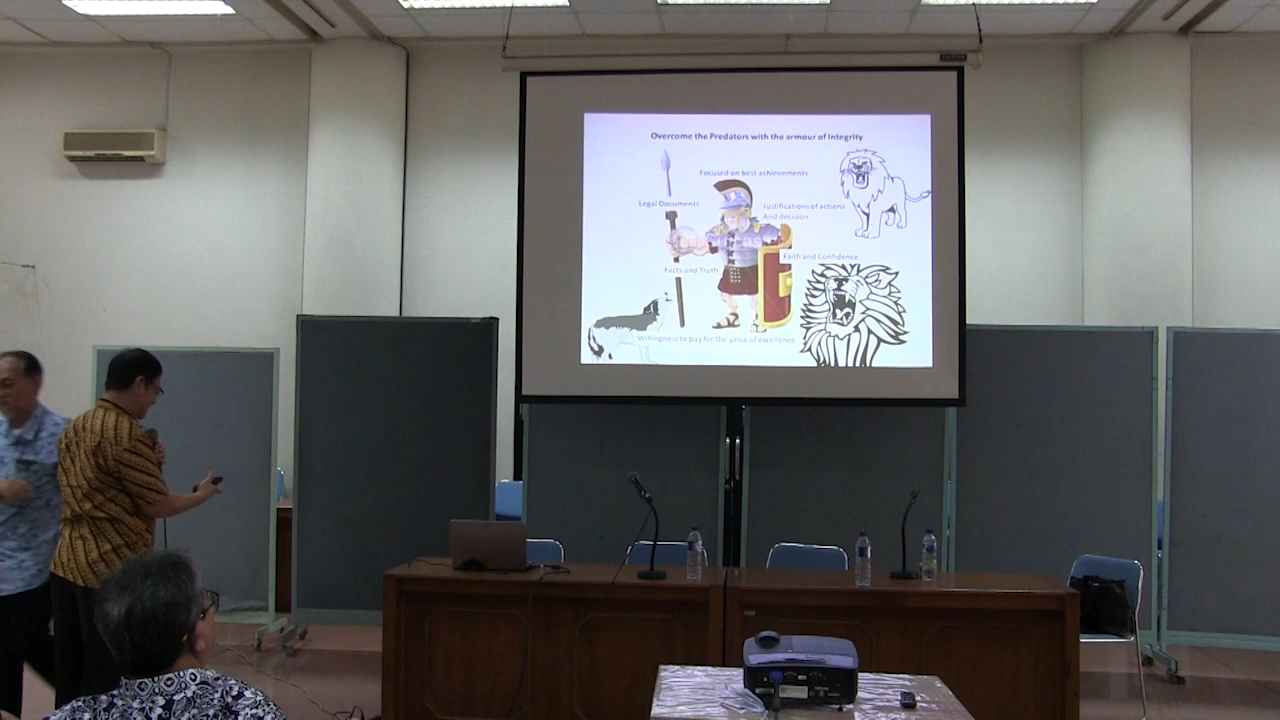 Overcome the Predators with the armour of Integrity
Focused on best achievements
Legal Documents
Justifications of actions
And decision
Faith and Confidence
Facts and Truth
Willingness to pay for the price of excellence